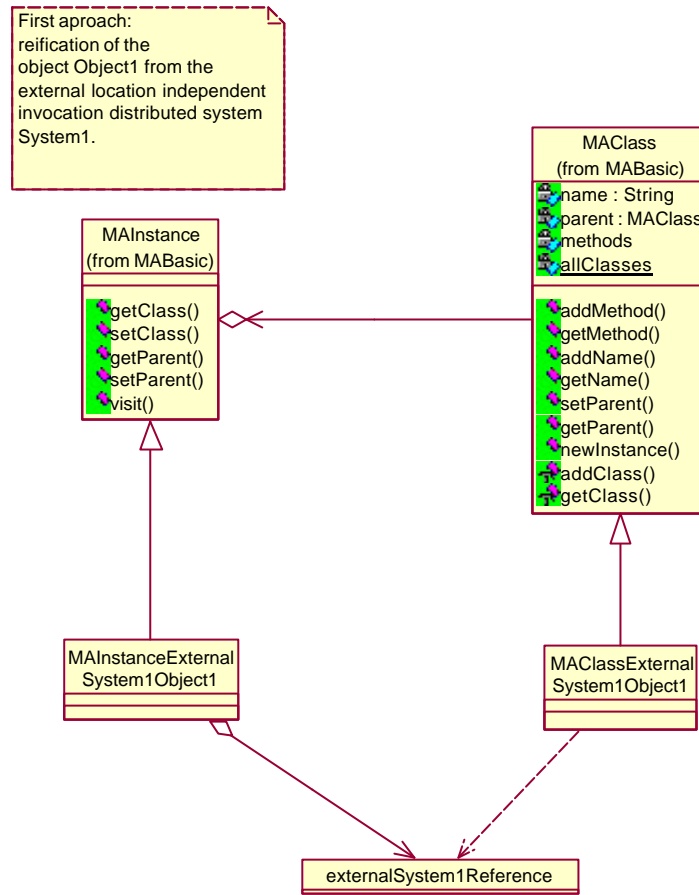 First aproach:
reification of the
object Object1 from the
external location independent
invocation distributed system
System1.
MAClass
(from MABasic)
name : String
parent : MAClass
methods
allClasses
addMethod()
getMethod()
addName()
getName()
setParent()
getParent()
newInstance()
addClass()
getClass()
MAInstance
(from MABasic)
getClass()
setClass()
getParent()
setParent()
visit()
MAInstanceExternal
System1Object1
MAClassExternal
System1Object1
externalSystem1Reference